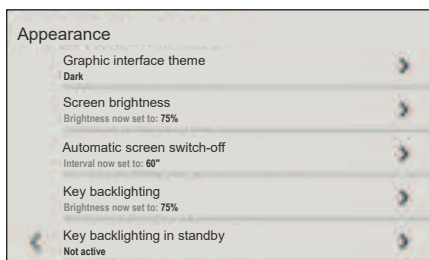 Appearance
Graphic interface theme
Dark
Screen brightness
Brightness now set to: 75%
Automatic screen switch-off
Interval now set to: 60"
Key backlighting
Brightness now set to: 75%
Key backlighting in standby
Not active